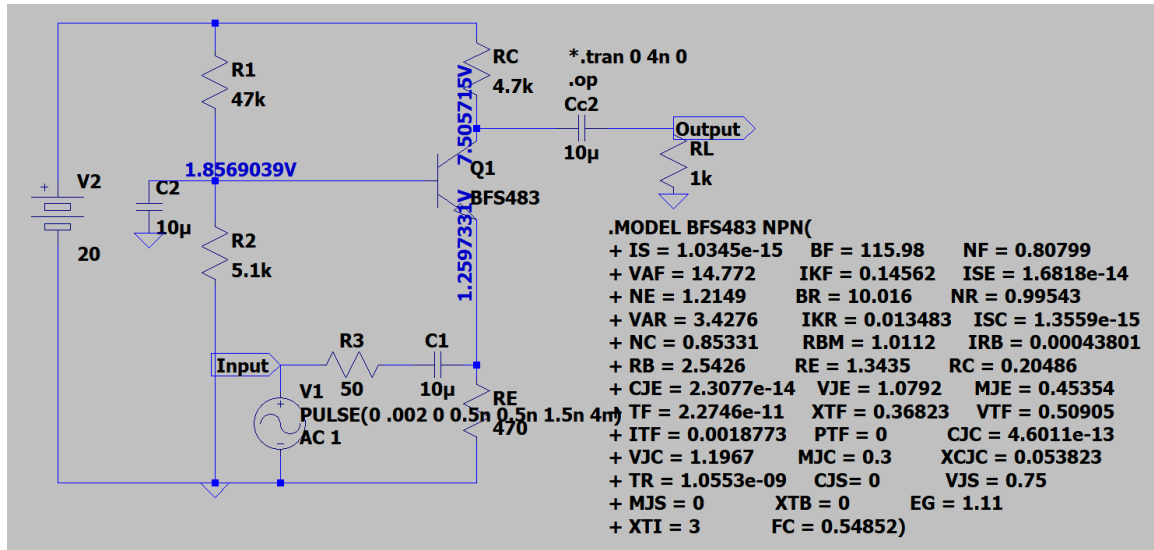 R1
47k
RC
4.7k
*.tran 0 4n 0
.op
Cc2
10µ
Output
RL
1k
7.505715V
Q1
BFS483
1.8569039V
V2
20
C2
10µ
R2
5.1k
1.2597331V
Input
R3
50
C1
10µ
V1
PULSE(0 .002 0 0.5n 0.5n 1.5n 4n)
AC 1
RE
470
.MODEL BFS483 NPN(
+ IS = 1.0345e-15 BF = 115.98 NF = 0.80799
+ VAF = 14.772 IKF = 0.14562 ISE = 1.6818e-14
+ NE = 1.2149 BR = 10.016 NR = 0.99543
+ VAR = 3.4276 IKR = 0.013483 ISC = 1.3559e-15
+ NC = 0.85331 RBM = 1.0112 IRB = 0.00043801
+ RB = 2.5426 RE = 1.3435 RC = 0.20486
+ CJE = 2.3077e-14 VJE = 1.0792 MJE = 0.45354
+ TF = 2.2746e-11 XTF = 0.36823 VTF = 0.50905
+ ITF = 0.0018773 PTF = 0 CJC = 4.6011e-13
+ VJC = 1.1967 MJC = 0.3 XCJC = 0.053823
+ TR = 1.0553e-09 CJS= 0 VJS = 0.75
+ MJS = 0 XTB = 0 EG = 1.11
+ XTI = 3 FC = 0.54852)